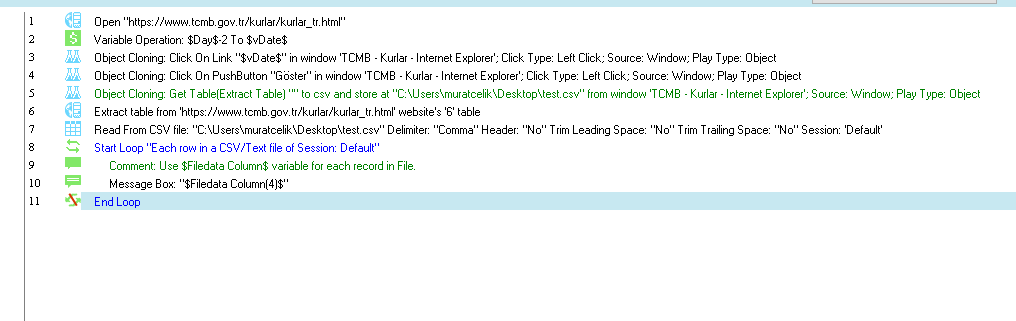 1 Open "https://www.tcmb.gov.tr/kurlar/kurlar_tr.html"
2 Variable Operation: $Day$-2 To $vDate$
3 Object Cloning: Click On Link "$vDate$" in window 'TCMB - Kurlar - Internet Explorer'; Click Type: Left Click; Source: Window; Play Type: Object
4 Object Cloning: Click On PushButton "Göster" in window 'TCMB - Kurlar - Internet Explorer'; Click Type: Left Click; Source: Window; Play Type: Object
5 Object Cloning: Get Table(Extract Table) "" to csv and store at "C:\Users\muratcelik\Desktop\test.csv" from window 'TCMB - Kurlar - Internet Explorer'; Source: Window; Play Type: Object
6 Extract table from 'https://www.tcmb.gov.tr/kurlar/kurlar_tr.html' website's '6' table
7 Read From CSV file: "C:\Users\muratcelik\Desktop\test.csv" Delimiter: "Comma" Header: "No" Trim Leading Space: "No" Trim Trailing Space: "No" Session: 'Default'
8 Start Loop "Each row in a CSV/Text file of Session: Default"
9 Comment: Use $Filedata Column$ variable for each record in File.
10 Message Box: "$Filedata Column(4)$"
11 End Loop